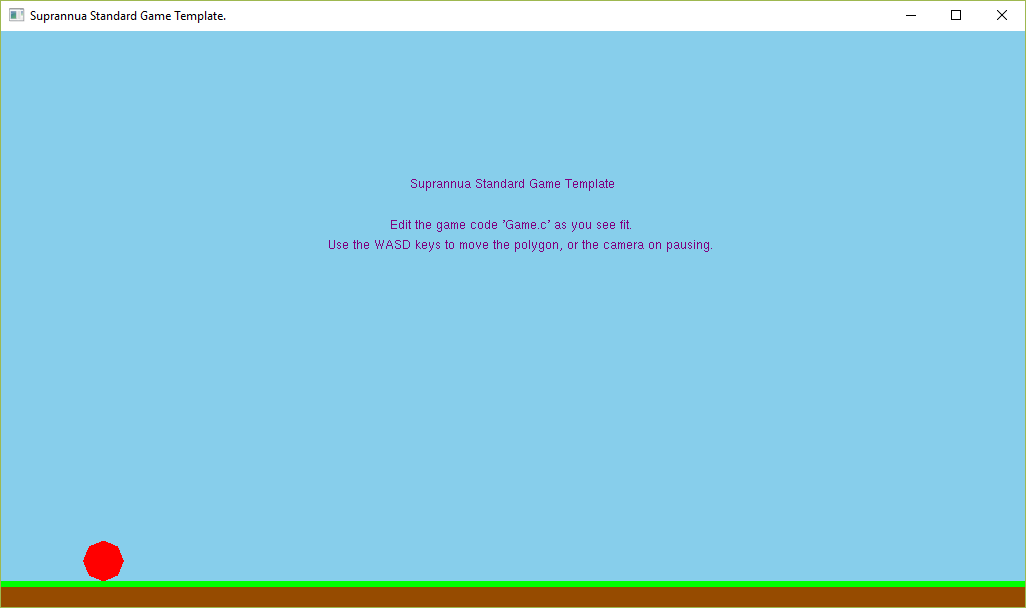 Suprannua Standard Game Template.
Suprannua Standard Game Template
Edit the game code 'Game.c' as you see fit.
Use the WASD keys to move the polygon, or the camera on pausing.